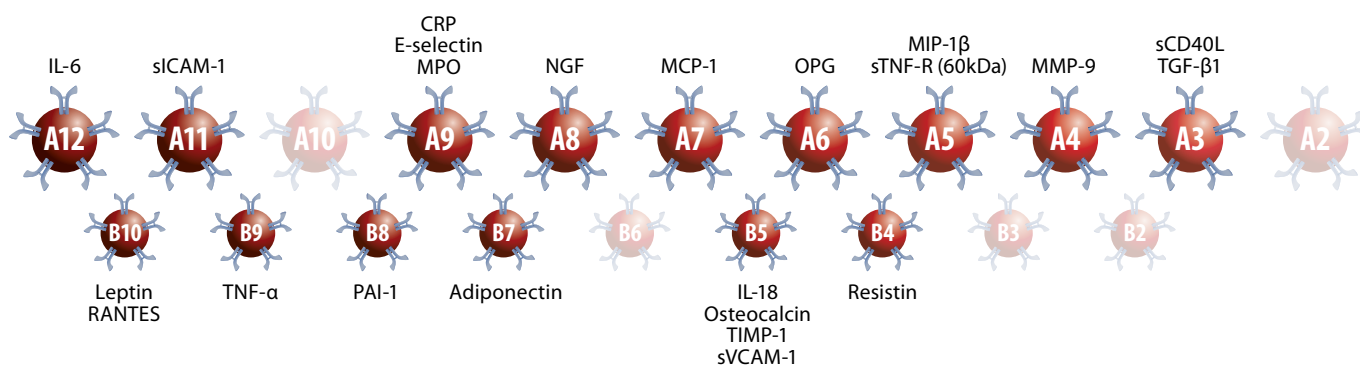 CRP
E-selectin
MPO
IL-6
sICAM-1
NGF
MCP-1
OPG
MIP-1β
sTNF-R (60kDa)
MMP-9
sCD40L
TGF-β1
A12
A11
A10
A9
A8
A7
A6
A5
A4
A3
A2
B10
B9
B8
B7
B6
B5
B4
B3
B2
Leptin
RANTES
TNF-α
PAI-1
Adiponectin
IL-18
Osteocalcin
TIMP-1
sVCAM-1
Resistin